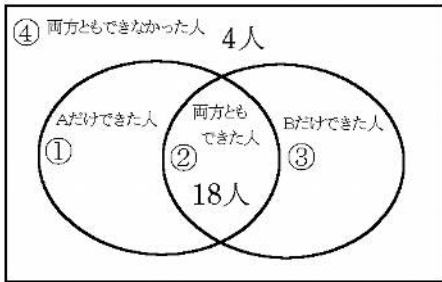 ④ 両方ともできなかった人 4人
Aだけできた人
①
両方とも
できた人
②
18人
Bだけできた人
③